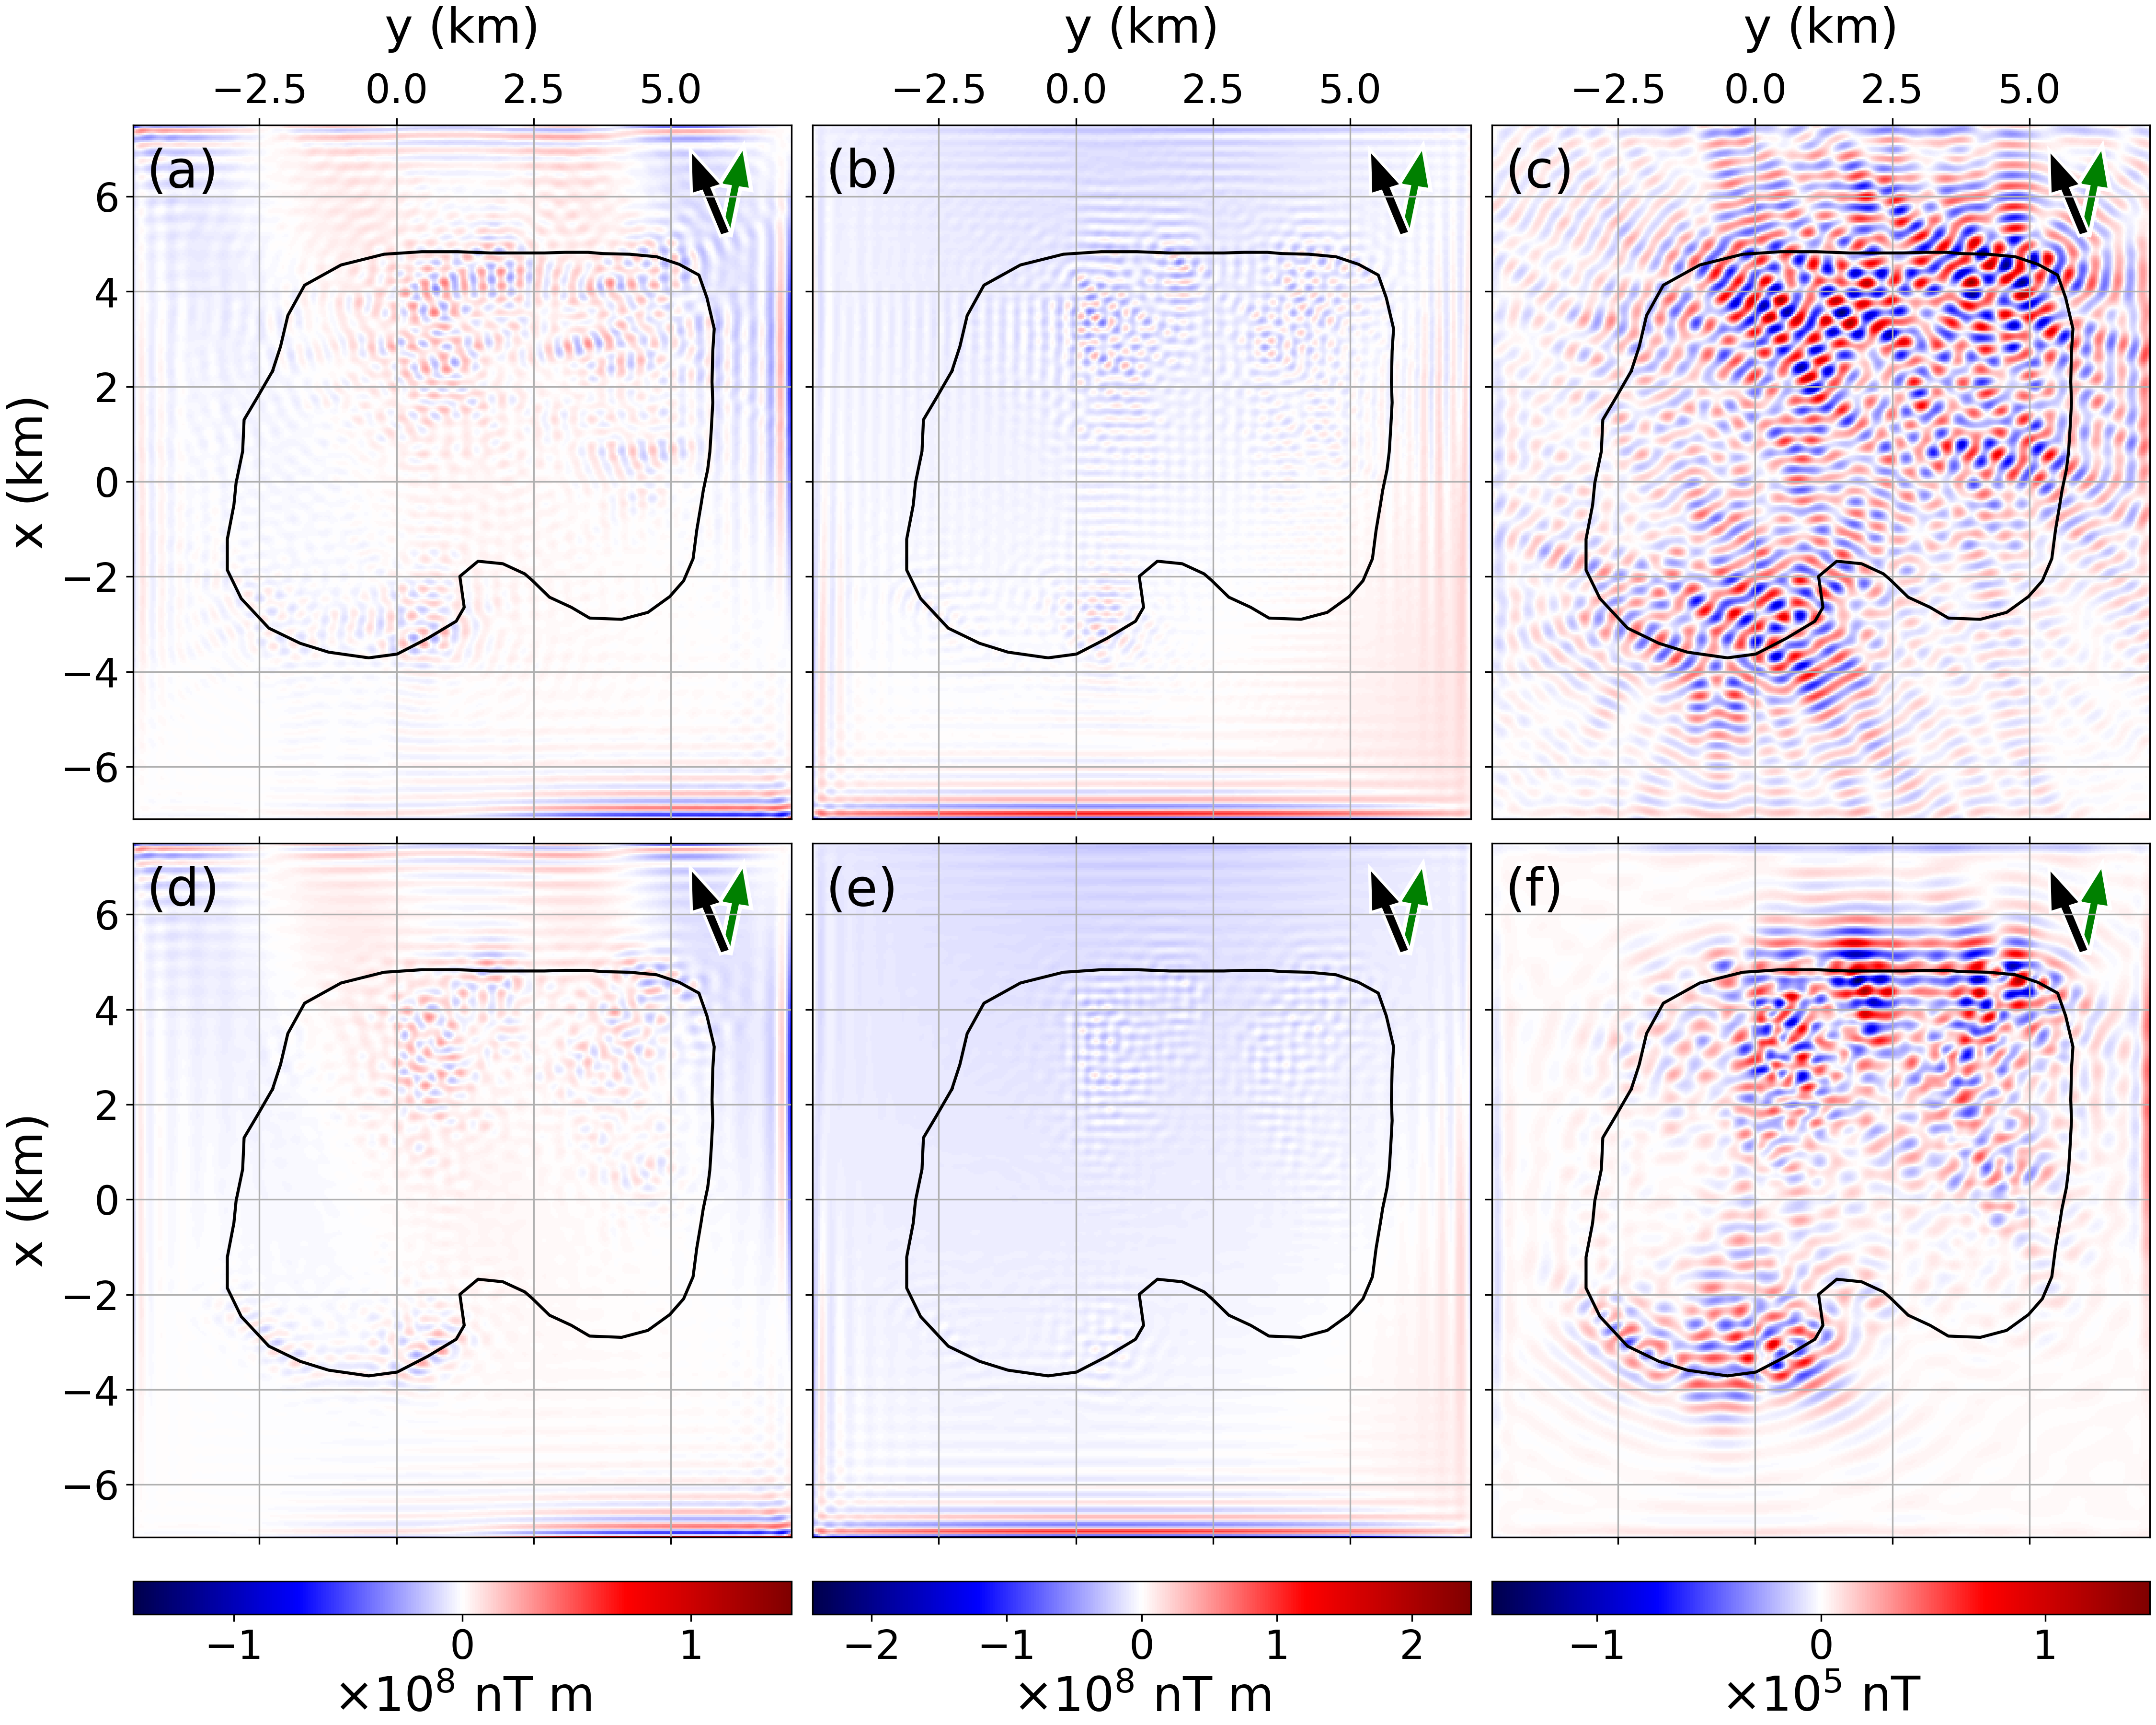 y (km) y (km) y (km)
−2.5 0.0 2.5 5.0 −2.5 0.0 2.5 5.0 −2.5 0.0 2.5 5.0
(a) (b) (c)
6
4
2
0
−2
−4
−6
x (km)
(d) (e) (f)
6
4
2
0
−2
−4
−6
x (km)
−1 0 1 −2 −1 0 1 2 −1 0 1
×10⁸ nT m ×10⁸ nT m ×10⁵ nT